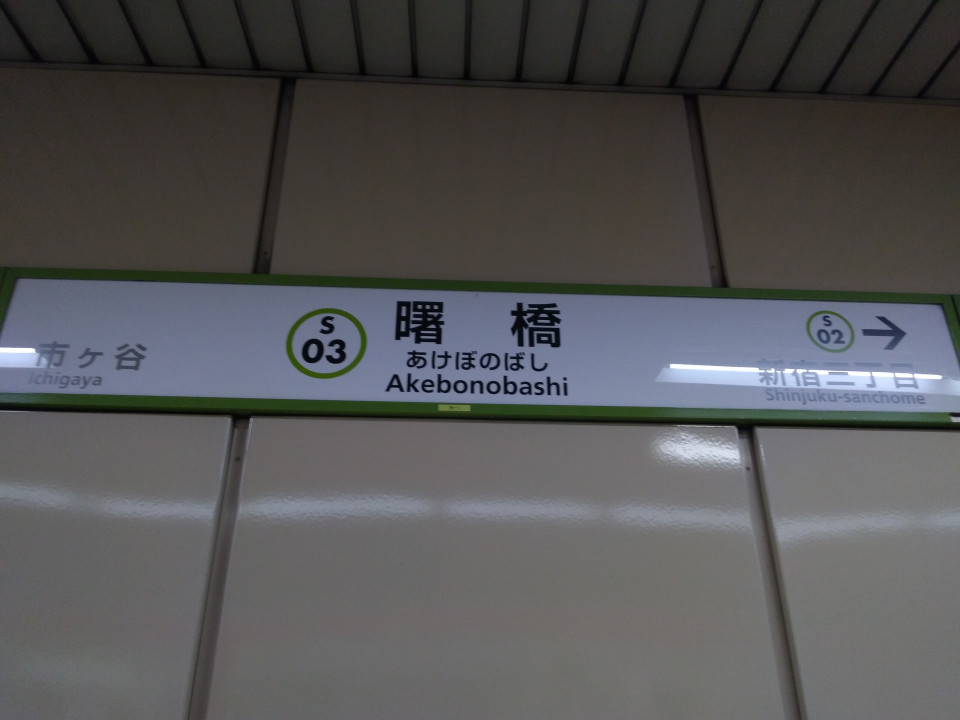 市ヶ谷
Ichigaya
S
03
曙橋
あけぼのばし
Akebonobashi
S
02
新宿三丁目
Shinjuku-sanchome